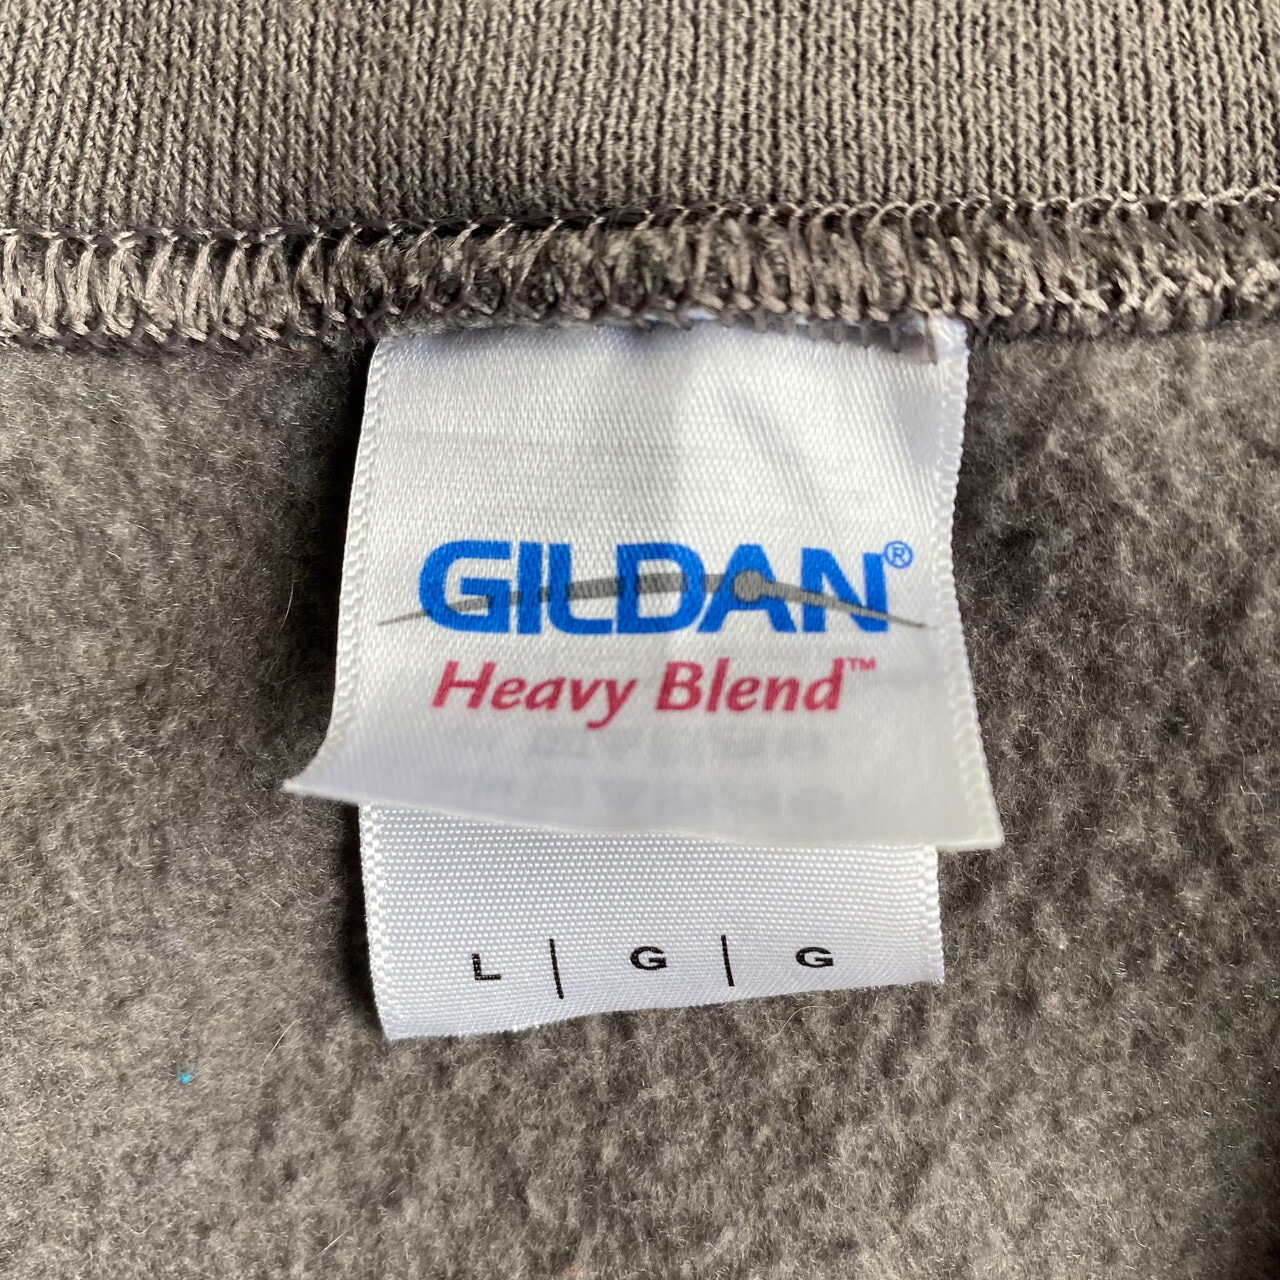 GILDAN®
Heavy Blend™
L | G | G